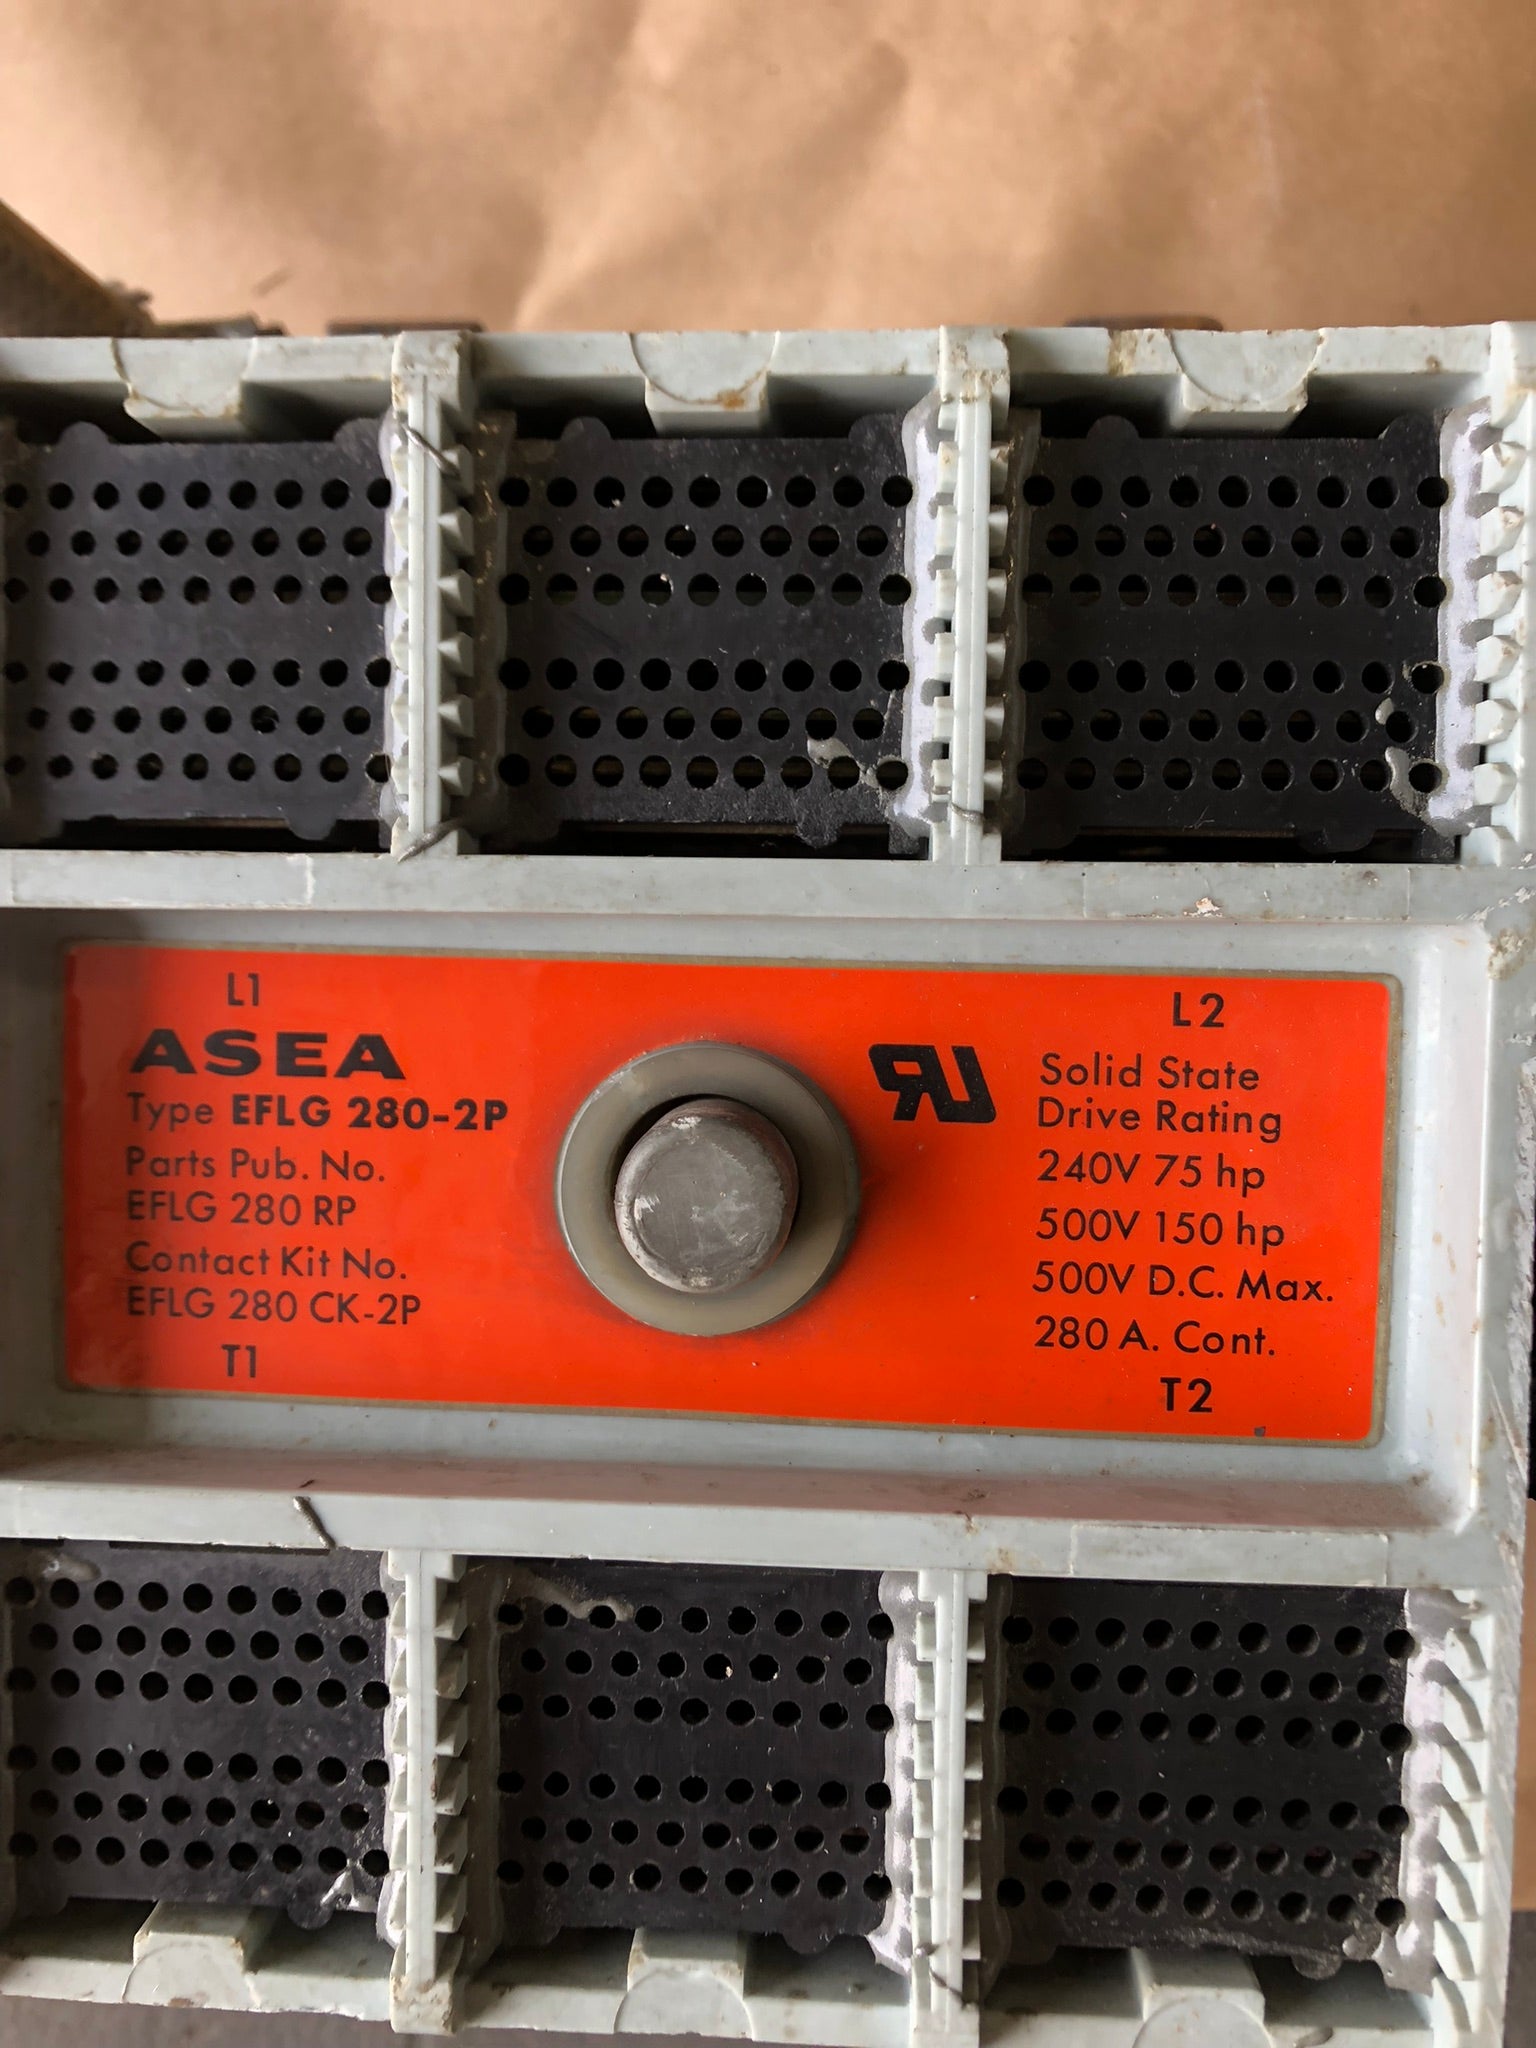 L1
ASEA
Type EFLG 280-2P
Parts Pub. No.
EFLG 280 RP
Contact Kit No.
EFLG 280 CK-2P
T1
RU
L2
Solid State
Drive Rating
240V 75 hp
500V 150 hp
500V D.C. Max.
280 A. Cont.
T2